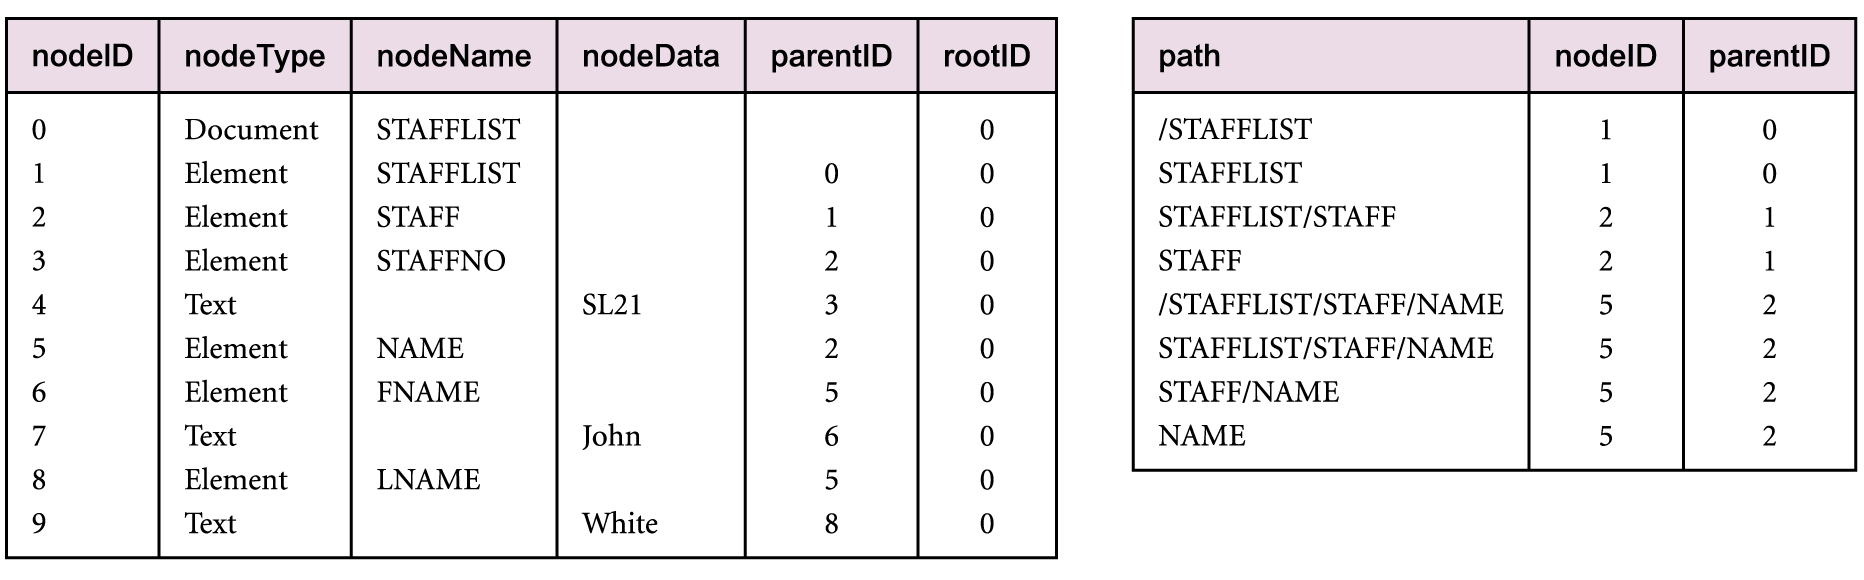 nodeID nodeType nodeName nodeData parentID rootID
0 Document STAFFLIST 0
1 Element STAFFLIST 0 0
2 Element STAFF 1 0
3 Element STAFFNO 2 0
4 Text SL21 3 0
5 Element NAME 2 0
6 Element FNAME 5 0
7 Text John 6 0
8 Element LNAME 5 0
9 Text White 8 0
path nodeID parentID
/STAFFLIST 1 0
STAFFLIST 1 0
STAFFLIST/STAFF 2 1
STAFF 2 1
/STAFFLIST/STAFF/NAME 5 2
STAFFLIST/STAFF/NAME 5 2
STAFF/NAME 5 2
NAME 5 2